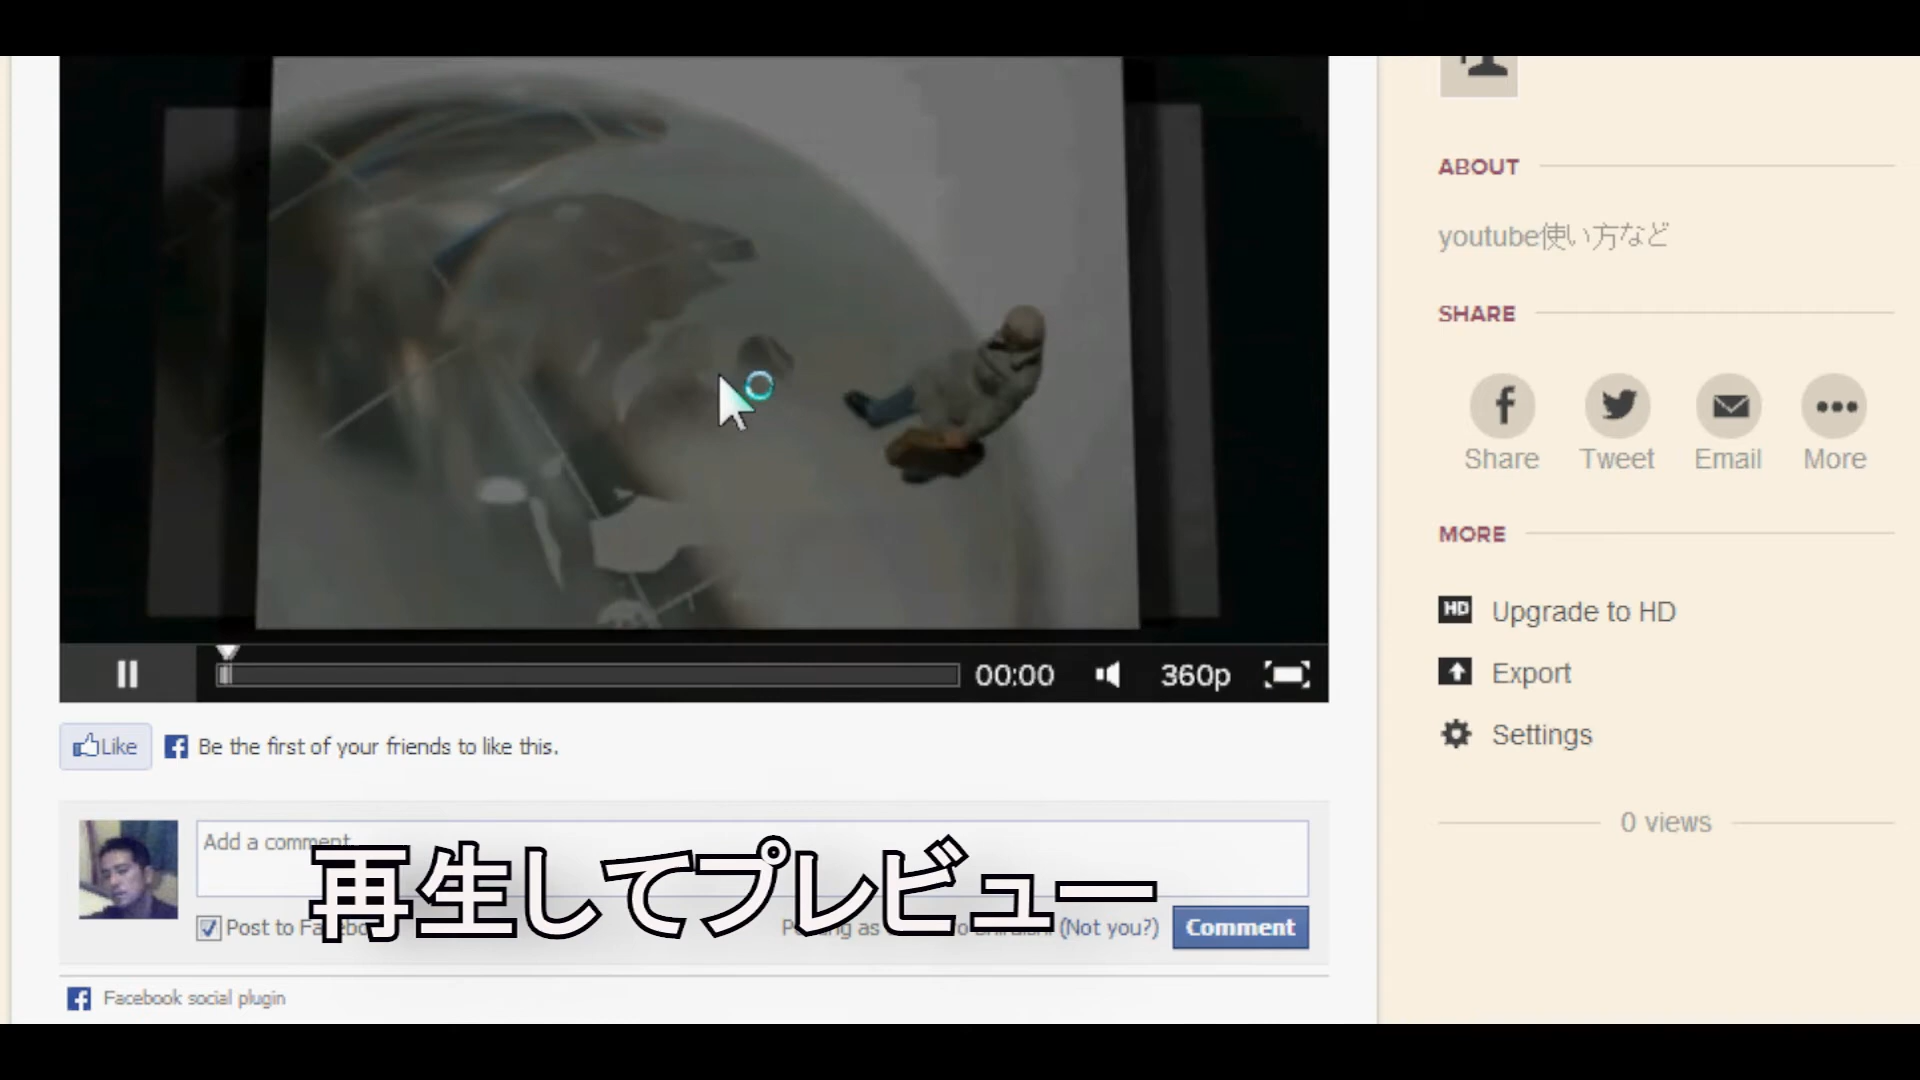 ABOUT
youtube使い方など
SHARE
Share Tweet Email More
MORE
HD Upgrade to HD
Export
Settings
0 views
00:00 360p
Like Be the first of your friends to like this.
Add a comment
再生してプレビュー
Post to (Not you?) Comment
Facebook social plugin